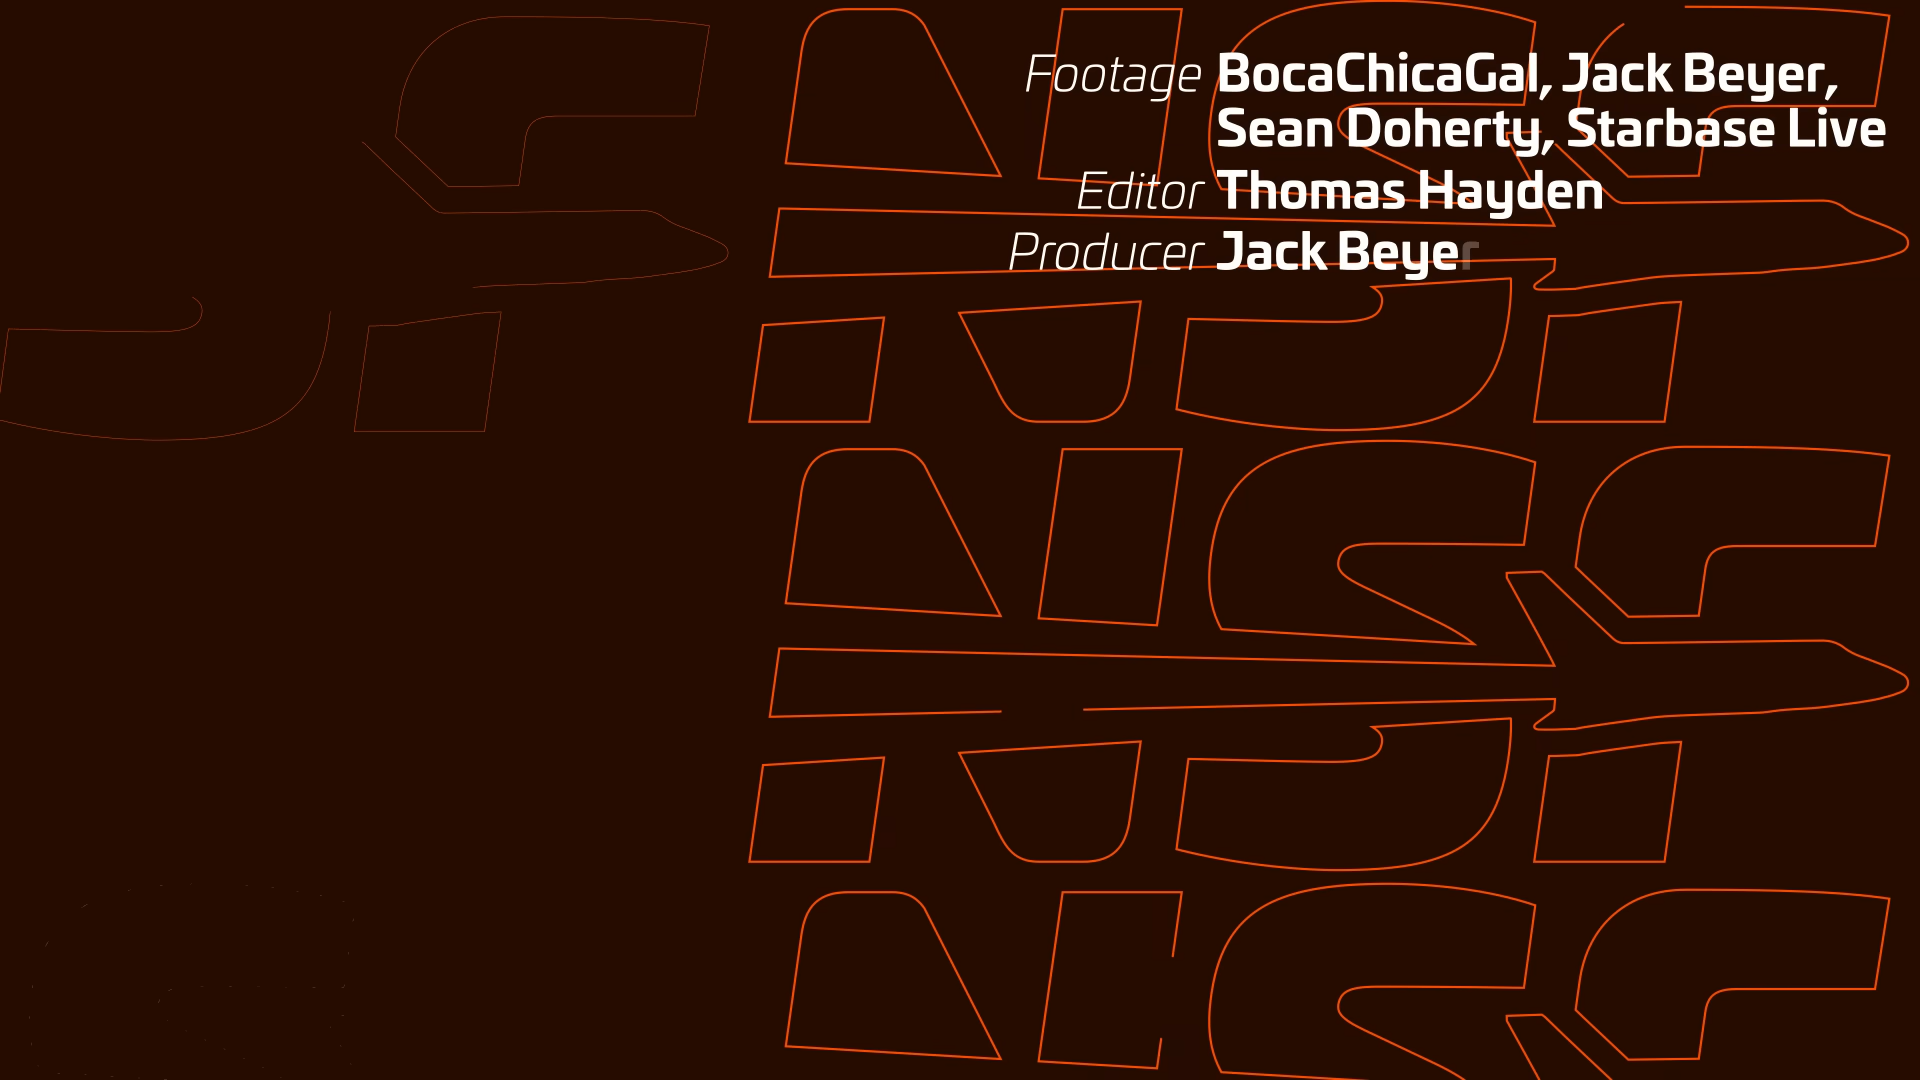 Footage BocaChicaGal, Jack Beyer,
Sean Doherty, Starbase Live
Editor Thomas Hayden
Producer Jack Beyer